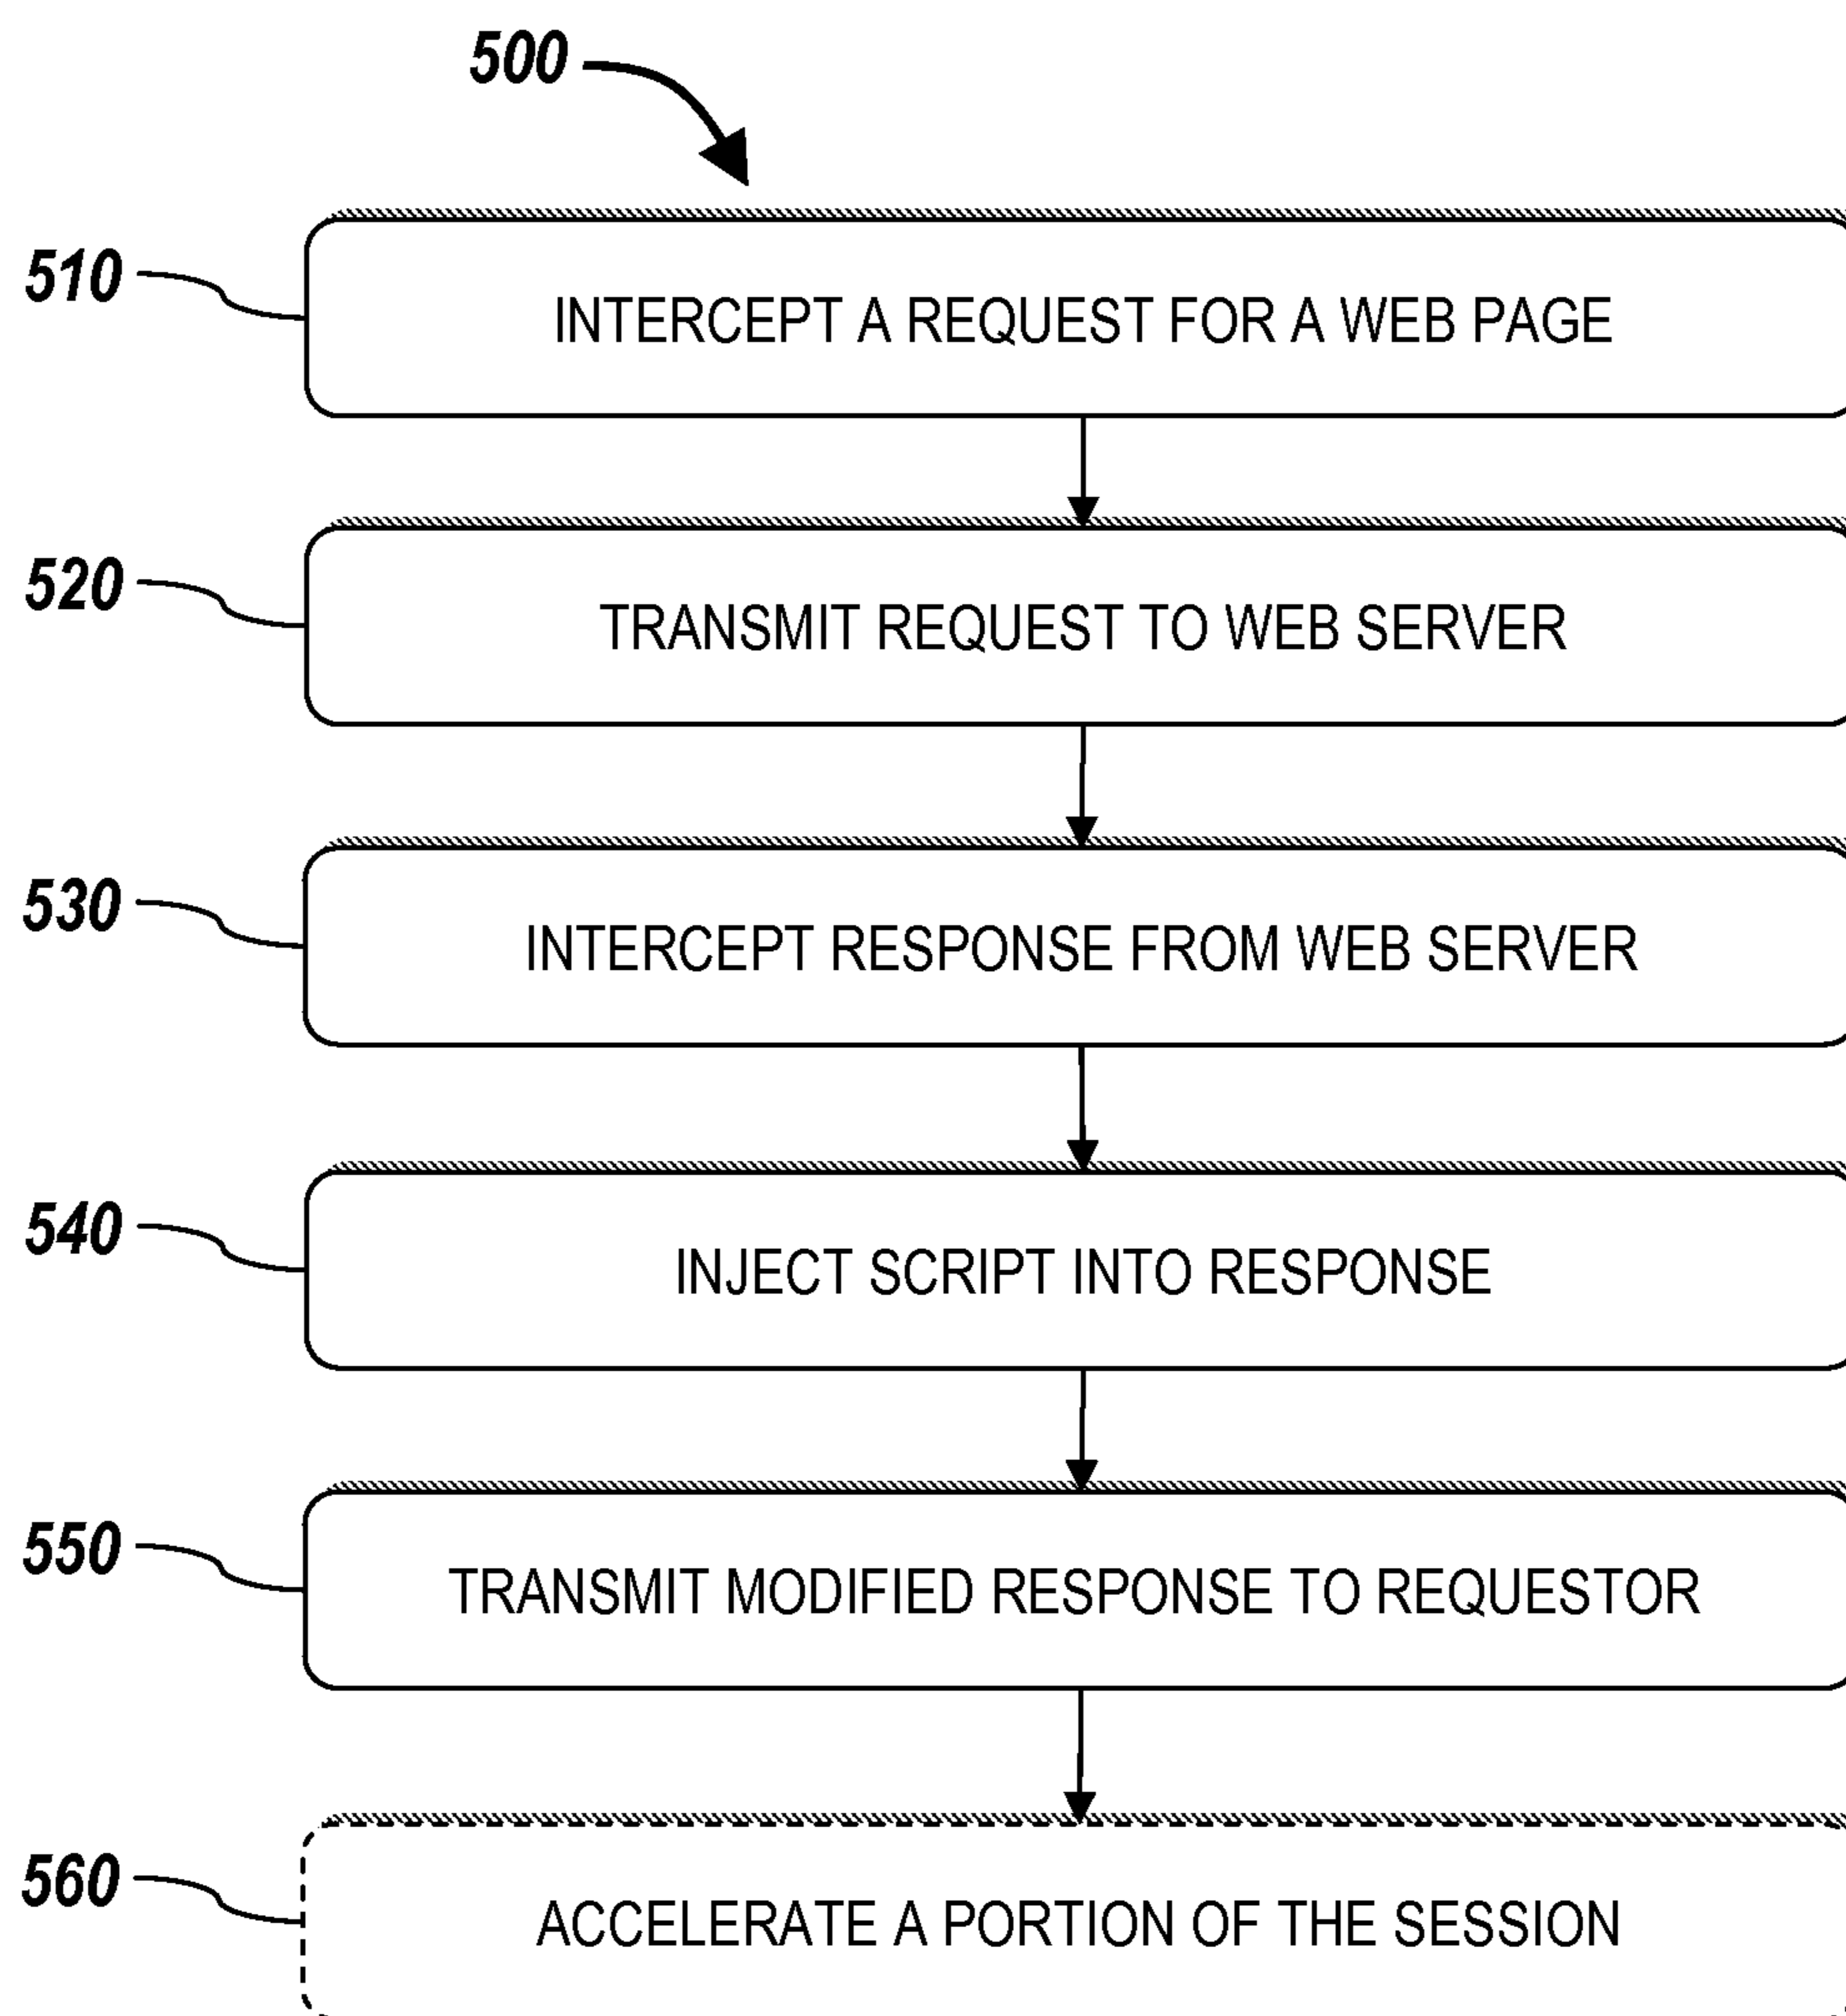 500
510
INTERCEPT A REQUEST FOR A WEB PAGE
520
TRANSMIT REQUEST TO WEB SERVER
530
INTERCEPT RESPONSE FROM WEB SERVER
540
INJECT SCRIPT INTO RESPONSE
550
TRANSMIT MODIFIED RESPONSE TO REQUESTOR
560
ACCELERATE A PORTION OF THE SESSION